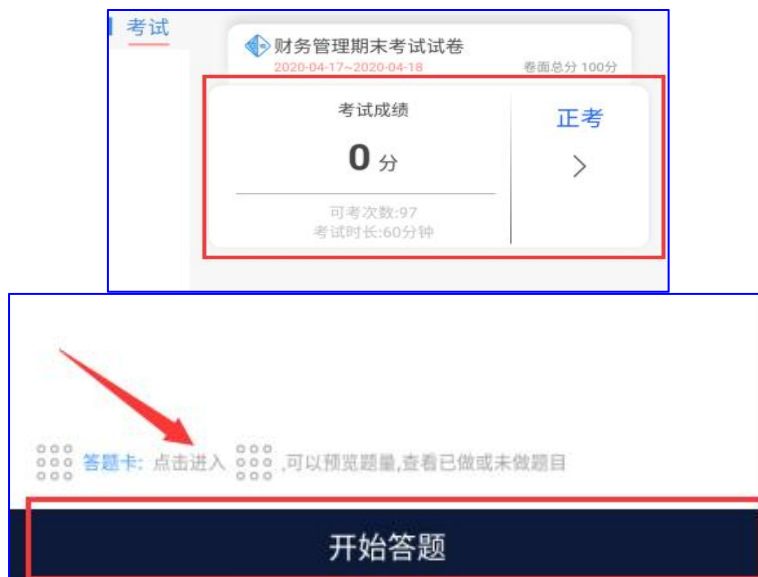 考试
财务管理期末考试试卷
2020-04-17~2020-04-18
卷面总分 100分
考试成绩
正考
0 分
可考次数:97
考试时长:60分钟
答题卡: 点击进入 ,可以预览题量,查看已做或未做题目
开始答题